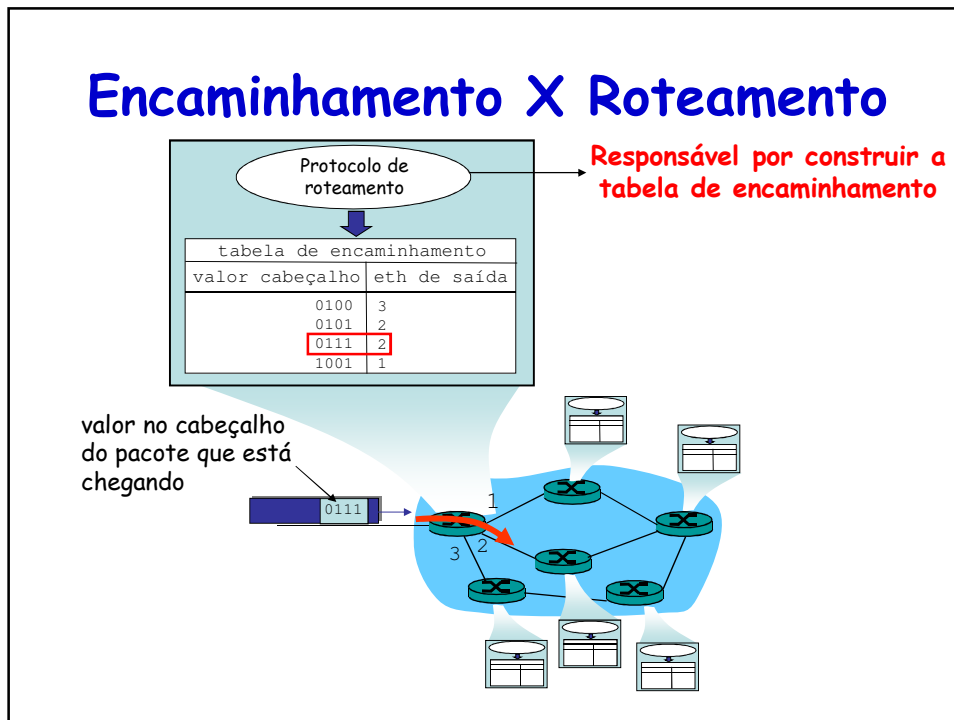 Encaminhamento X Roteamento
Protocolo de
roteamento
Responsável por construir a
tabela de encaminhamento
tabela de encaminhamento
valor cabeçalho eth de saída
0100 3
0101 2
0111 2
1001 1
valor no cabeçalho
do pacote que está
chegando
0111
1
3 2